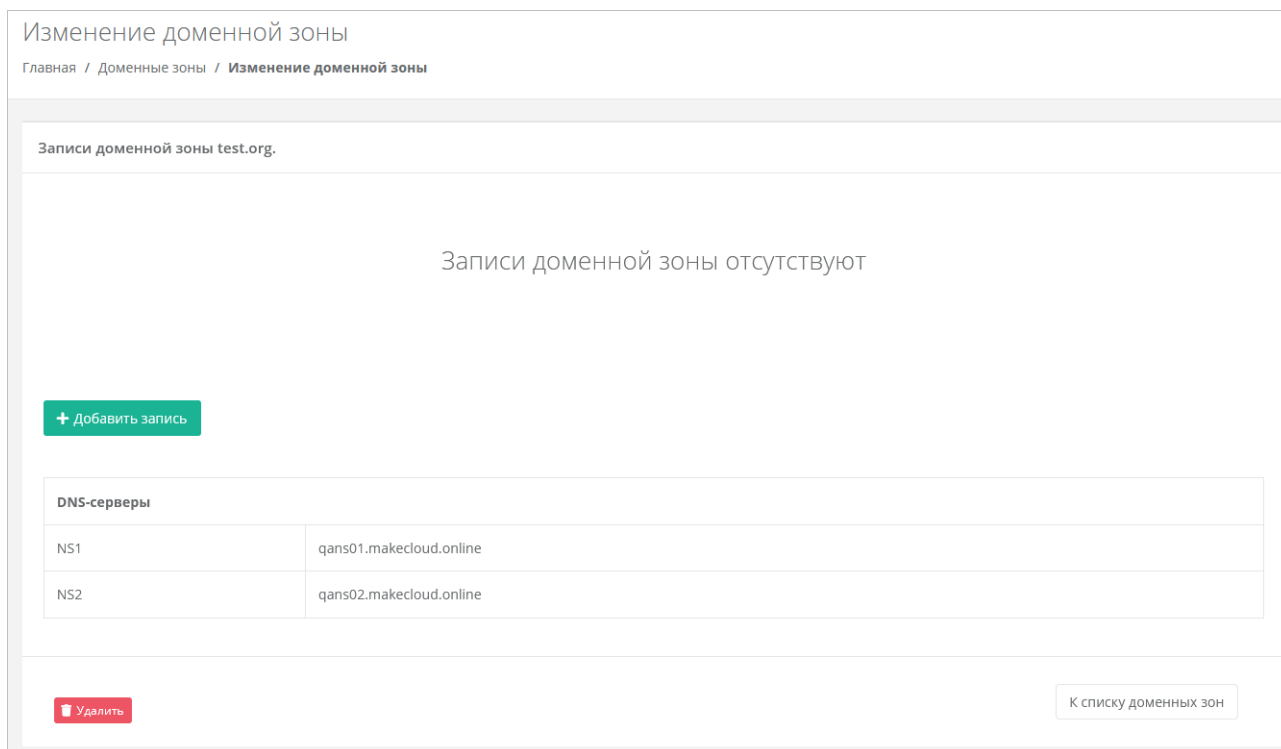 Изменение доменной зоны
Главная / Доменные зоны / Изменение доменной зоны
Записи доменной зоны test.org.
Записи доменной зоны отсутствуют
+ Добавить запись
DNS-серверы
NS1 qans01.makecloud.online
NS2 qans02.makecloud.online
Удалить
К списку доменных зон